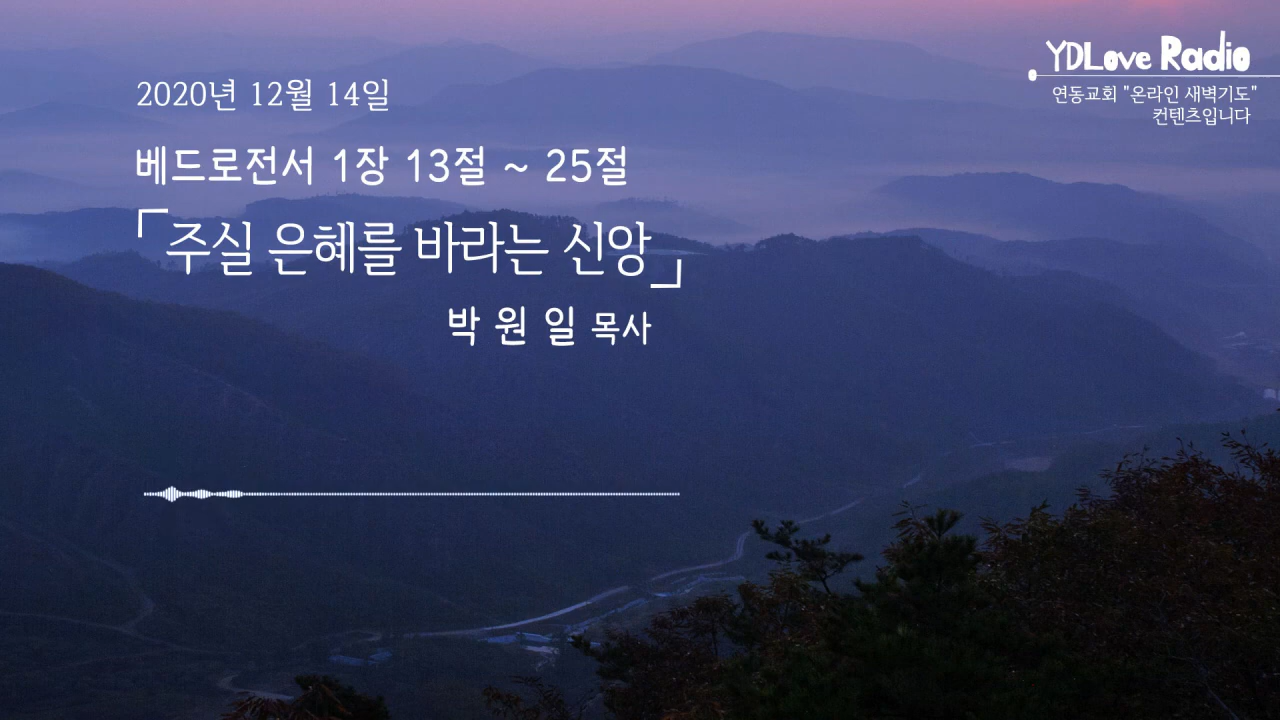 2020년 12월 14일
베드로전서 1장 13절 ~ 25절
「주실 은혜를 바라는 신앙」
박 원 일 목사
YDLove Radio
연동교회 "온라인 새벽기도"
컨텐츠입니다